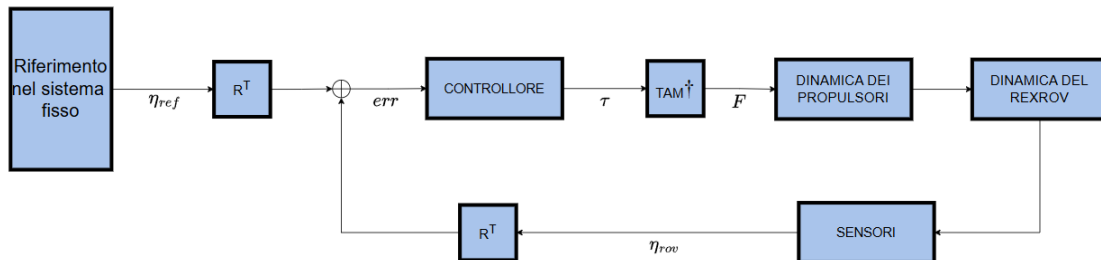 Riferimento
nel sistema
fisso
η_ref
R^T
err
CONTROLLORE
τ
TAM†
F
DINAMICA DEI
PROPULSORI
DINAMICA DEL
REXROV
R^T
η_rov
SENSORI